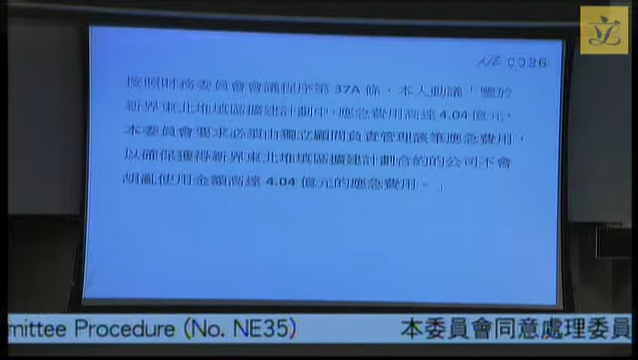 NE 0036
按照財務委員會會議程序第 37A 條，本人動議「鑒於
新界東北堆填區擴建計劃中，應急費用高達 4.04 億元，
本委員會要求必須由獨立顧問負責管理該筆應急費用，
以確保獲得新界東北堆填區擴建計劃合約的公司不會
胡亂使用金額高達 4.04 億元的應急費用。」
mittee Procedure (No. NE35) 本委員會同意處理委員